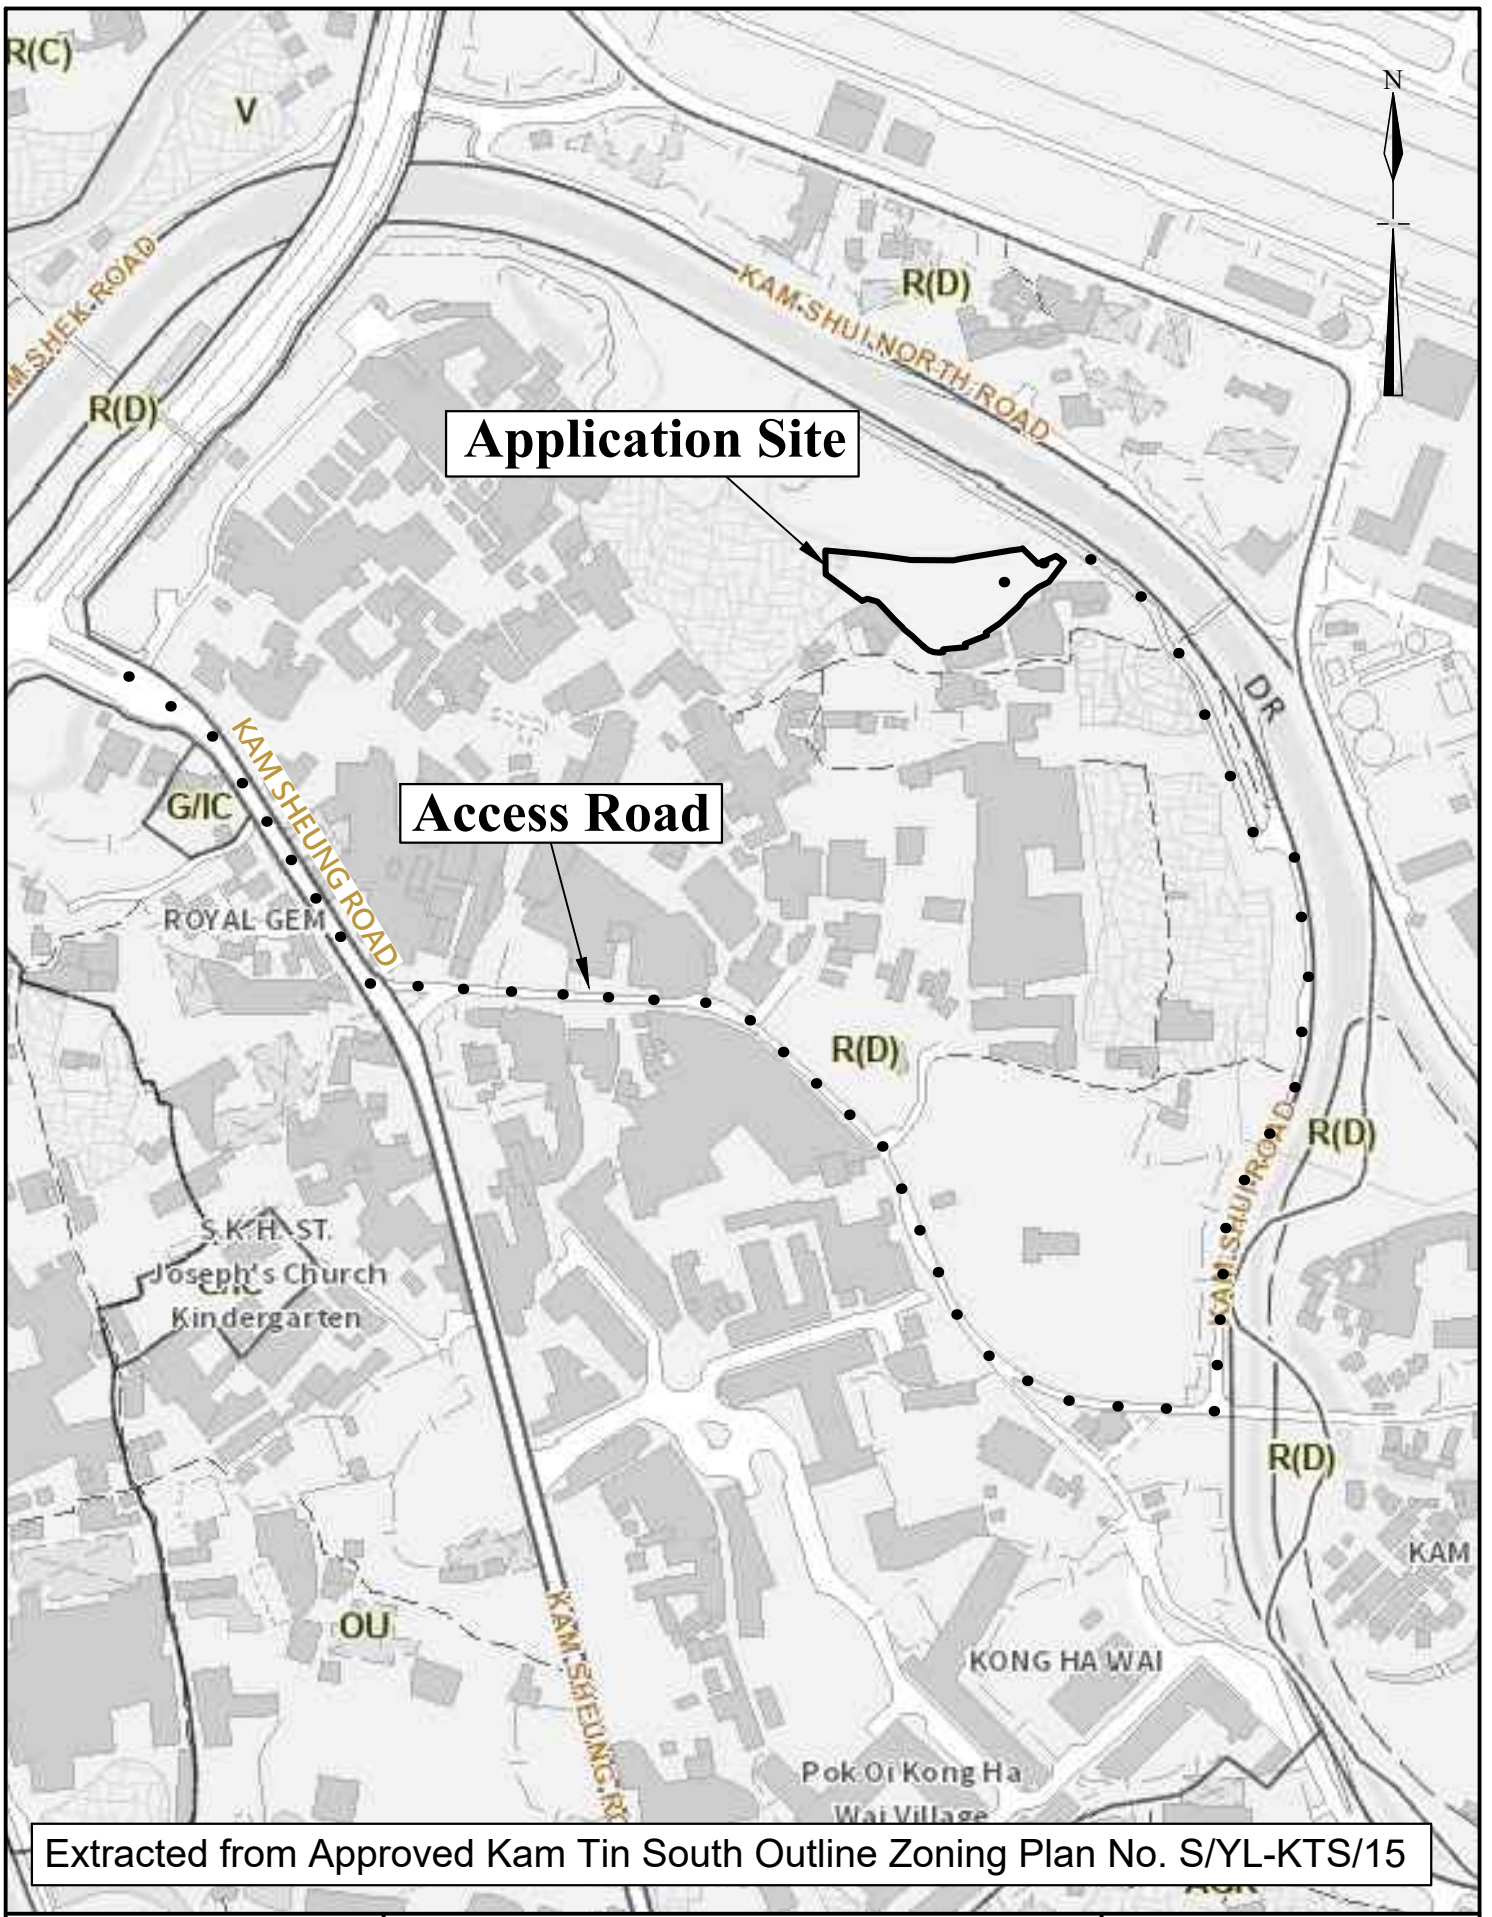 R(C)
V
N
KAM SHUI NORTH ROAD
R(D)
SHEK ROAD
R(D)
Application Site
DR
KAM SHEUNG ROAD
G/IC
Access Road
ROYAL GEM
R(D)
KAM SHUI ROAD
R(D)
S.K.H. ST.
Joseph's Church
Kindergarten
R(D)
KAM
OU
KAM SHEUNG
KONG HA WAI
Pok Oi Kong Ha
Wai Village
Extracted from Approved Kam Tin South Outline Zoning Plan No. S/YL-KTS/15